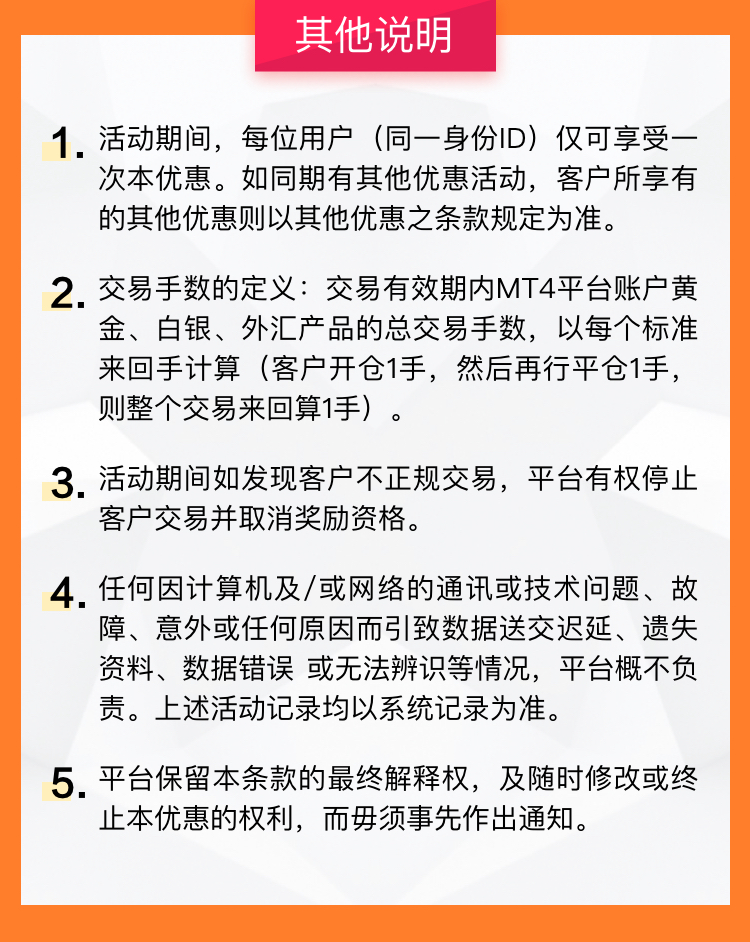 其他说明
1. 活动期间，每位用户（同一身份ID）仅可享受一
次本优惠。如同期有其他优惠活动，客户所享有
的其他优惠则以其他优惠之条款规定为准。
2. 交易手数的定义：交易有效期内MT4平台账户黄
金、白银、外汇产品的总交易手数，以每个标准
来回手计算（客户开仓1手，然后再行平仓1手，
则整个交易来回算1手）。
3. 活动期间如发现客户不正规交易，平台有权停止
客户交易并取消奖励资格。
4. 任何因计算机及/或网络的通讯或技术问题、故
障、意外或任何原因而引致数据送交迟延、遗失
资料、数据错误 或无法辨识等情况，平台概不负
责。上述活动记录均以系统记录为准。
5. 平台保留本条款的最终解释权，及随时修改或终
止本优惠的权利，而毋须事先作出通知。